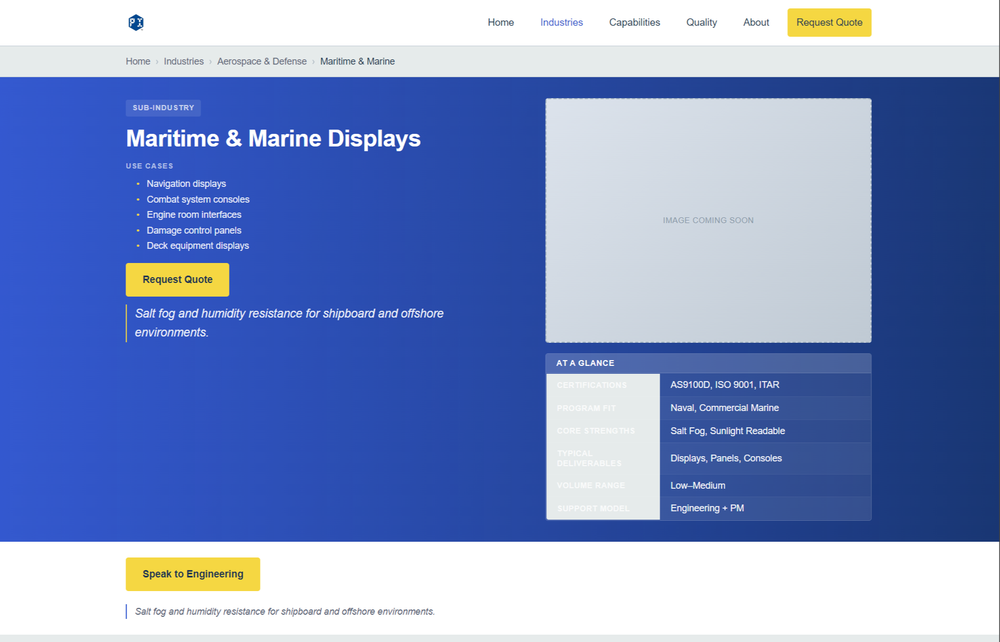 PI
Home
Industries
Capabilities
Quality
About
Request Quote
Home › Industries › Aerospace & Defense › Maritime & Marine
SUB-INDUSTRY
Maritime & Marine Displays
USE CASES
• Navigation displays
• Combat system consoles
• Engine room interfaces
• Damage control panels
• Deck equipment displays
Request Quote
Salt fog and humidity resistance for shipboard and offshore
environments.
IMAGE COMING SOON
AT A GLANCE
CERTIFICATIONS AS9100D, ISO 9001, ITAR
PROGRAM FIT Naval, Commercial Marine
CORE STRENGTHS Salt Fog, Sunlight Readable
TYPICAL
DELIVERABLES Displays, Panels, Consoles
VOLUME RANGE Low–Medium
SUPPORT MODEL Engineering + PM
Speak to Engineering
Salt fog and humidity resistance for shipboard and offshore environments.